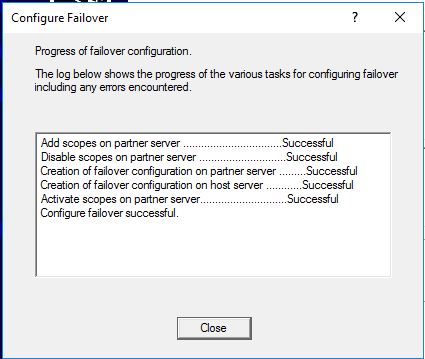 Configure Failover
Progress of failover configuration.
The log below shows the progress of the various tasks for configuring failover
including any errors encountered.
Add scopes on partner server ..................................Successful
Disable scopes on partner server ..............................Successful
Creation of failover configuration on partner server .........Successful
Creation of failover configuration on host server ............Successful
Activate scopes on partner server..............................Successful
Configure failover successful.
Close